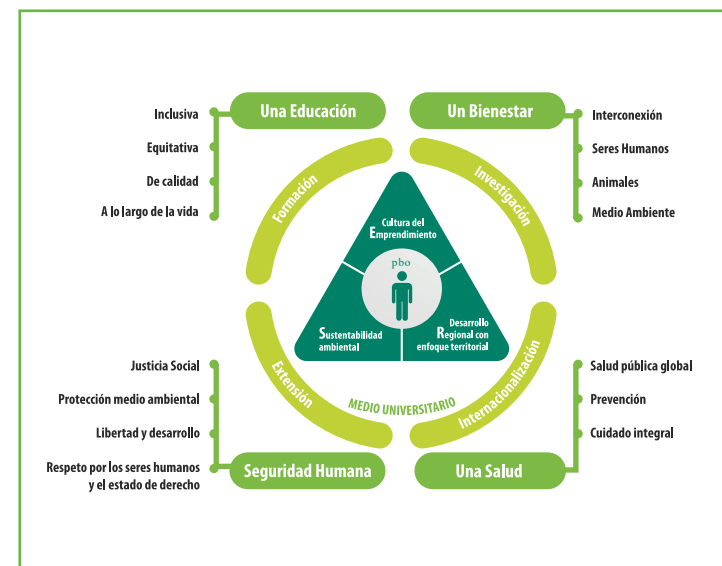 Una Educación
Inclusiva
Equitativa
De calidad
A lo largo de la vida
Un Bienestar
Interconexión
Seres Humanos
Animales
Medio Ambiente
Formación
Investigación
Cultura del
Emprendimiento
pbo
Sustentabilidad
ambiental
Desarrollo
Regional con
enfoque territorial
Extensión
Internacionalización
MEDIO UNIVERSITARIO
Justicia Social
Protección medio ambiental
Libertad y desarrollo
Respeto por los seres humanos
y el estado de derecho
Seguridad Humana
Salud pública global
Prevención
Cuidado integral
Una Salud